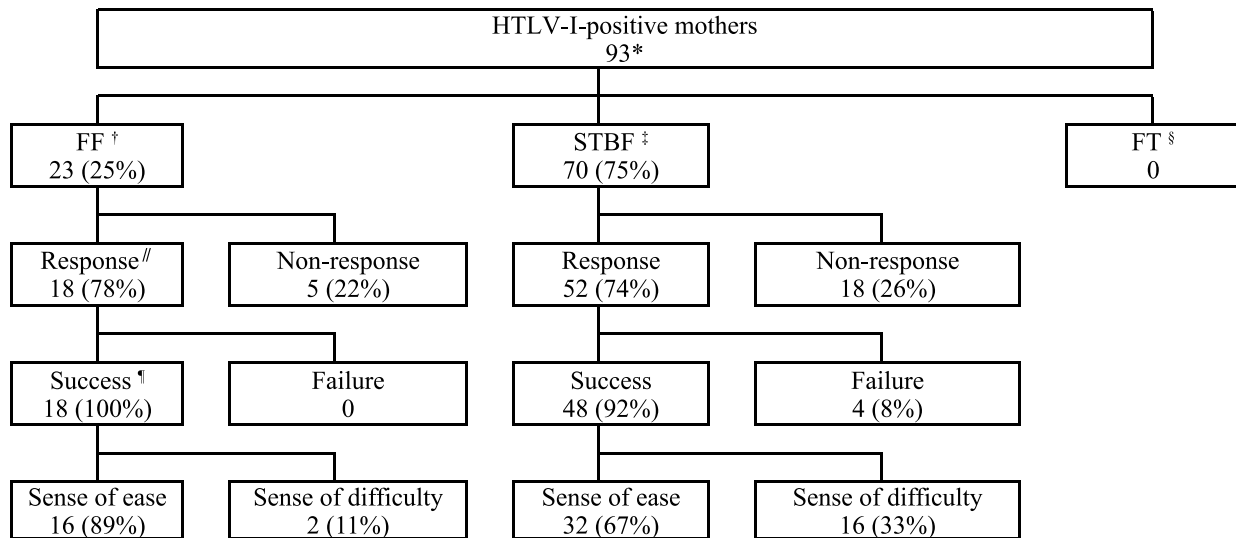 HTLV-I-positive mothers
93*
FF †
23 (25%)
STBF ‡
70 (75%)
FT §
0
Response //
18 (78%)
Non-response
5 (22%)
Response
52 (74%)
Non-response
18 (26%)
Success ¶
18 (100%)
Failure
0
Success
48 (92%)
Failure
4 (8%)
Sense of ease
16 (89%)
Sense of difficulty
2 (11%)
Sense of ease
32 (67%)
Sense of difficulty
16 (33%)